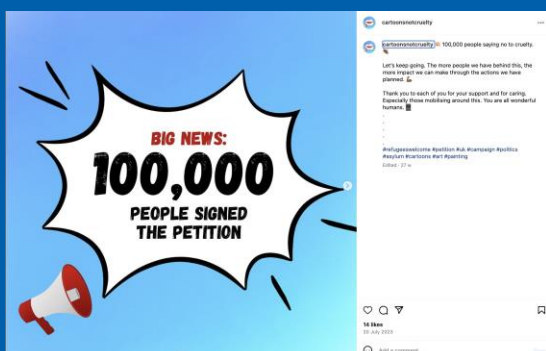 BIG NEWS:
100,000
PEOPLE SIGNED
THE PETITION
cartoonsnotcruelty
cartoonsnotcruelty 100,000 people saying no to cruelty.
Let's keep going. The more people we have behind this, the
more impact we can make through the actions we have
planned.
Thank you to each of you for your support and for caring.
Especially those mobilising around this. You are all wonderful
humans.
.
.
.
.
.
#refugeeswelcome #petition #uk #campaign #politics
#asylum #cartoons #art #painting
Edited · 27 w
14 likes
20 July 2023
Add a comment...